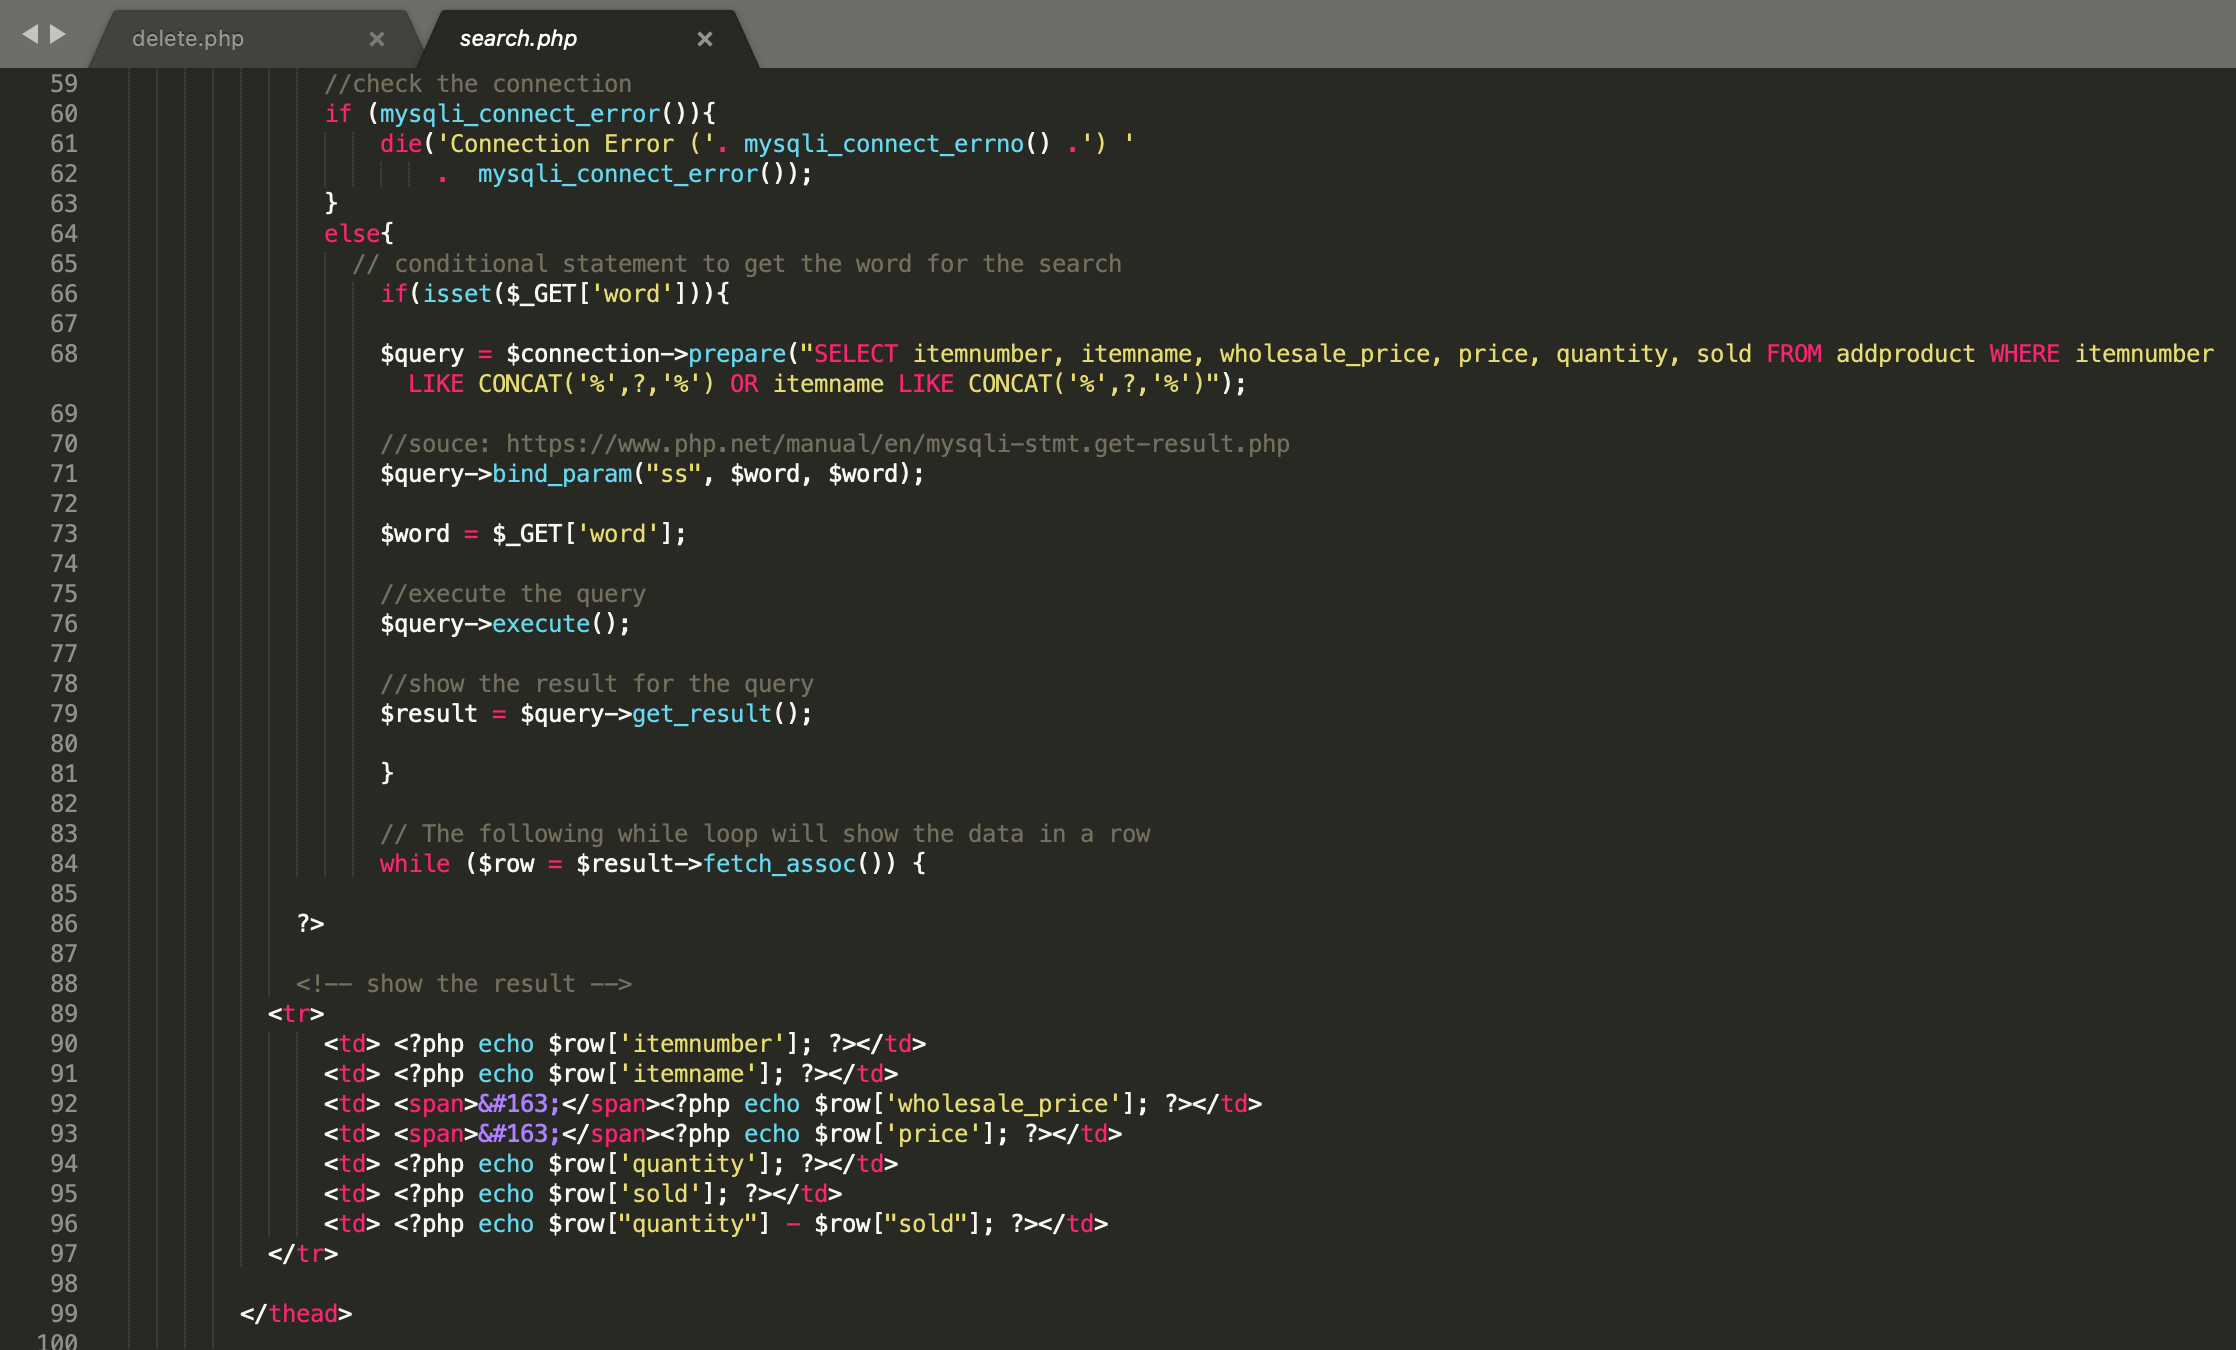 delete.php × search.php ×
59 //check the connection
60 if (mysqli_connect_error()){
61 die('Connection Error ('. mysqli_connect_errno() .') '
62 . mysqli_connect_error());
63 }
64 else{
65 // conditional statement to get the word for the search
66 if(isset($_GET['word'])){
67
68 $query = $connection->prepare("SELECT itemnumber, itemname, wholesale_price, price, quantity, sold FROM addproduct WHERE itemnumber
LIKE CONCAT('%',?,'%') OR itemname LIKE CONCAT('%',?,'%')");
69
70 //souce: https://www.php.net/manual/en/mysqli-stmt.get-result.php
71 $query->bind_param("ss", $word, $word);
72
73 $word = $_GET['word'];
74
75 //execute the query
76 $query->execute();
77
78 //show the result for the query
79 $result = $query->get_result();
80
81 }
82
83 // The following while loop will show the data in a row
84 while ($row = $result->fetch_assoc()) {
85
86 ?>
87
88 <!-- show the result -->
89 <tr>
90 <td> <?php echo $row['itemnumber']; ?></td>
91 <td> <?php echo $row['itemname']; ?></td>
92 <td> <span>&#163;</span><?php echo $row['wholesale_price']; ?></td>
93 <td> <span>&#163;</span><?php echo $row['price']; ?></td>
94 <td> <?php echo $row['quantity']; ?></td>
95 <td> <?php echo $row['sold']; ?></td>
96 <td> <?php echo $row["quantity"] - $row["sold"]; ?></td>
97 </tr>
98
99 </thead>
100